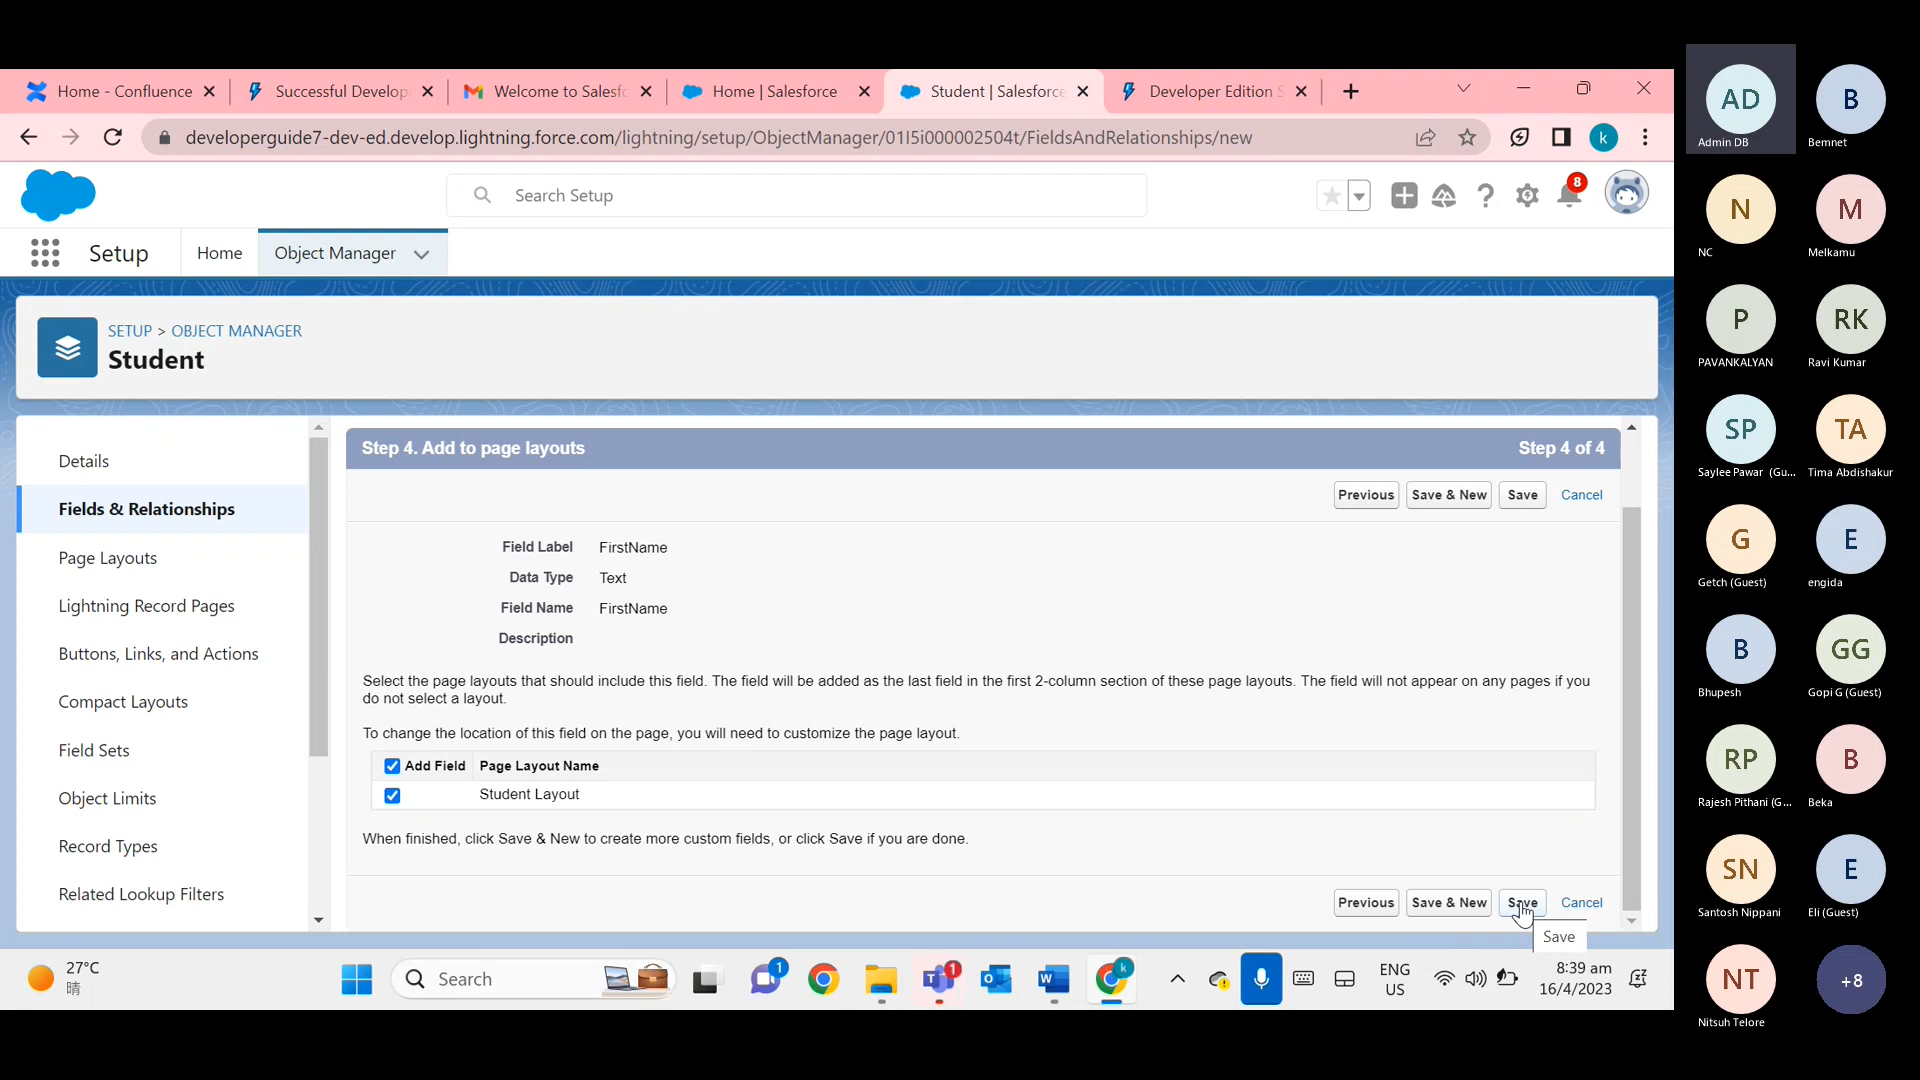 Home - Confluence
Successful Develop
Welcome to Salesfo
Home | Salesforce
Student | Salesforce
Developer Edition S
developerguide7-dev-ed.develop.lightning.force.com/lightning/setup/ObjectManager/01I5i000002504t/FieldsAndRelationships/new
k
Search Setup
8
Setup
Home
Object Manager
SETUP > OBJECT MANAGER
Student
Details
Fields & Relationships
Page Layouts
Lightning Record Pages
Buttons, Links, and Actions
Compact Layouts
Field Sets
Object Limits
Record Types
Related Lookup Filters
Step 4. Add to page layouts
Step 4 of 4
Previous
Save & New
Save
Cancel
Field Label FirstName
Data Type Text
Field Name FirstName
Description
Select the page layouts that should include this field. The field will be added as the last field in the first 2-column section of these page layouts. The field will not appear on any pages if you
do not select a layout.
To change the location of this field on the page, you will need to customize the page layout.
Add Field Page Layout Name
Student Layout
When finished, click Save & New to create more custom fields, or click Save if you are done.
Previous
Save & New
Save
Cancel
Save
27°C
晴
Search
1
1
k
ENG
US
8:39 am
16/4/2023
AD
Admin DB
B
Bemnet
N
NC
M
Melkamu
P
PAVANKALYAN
RK
Ravi Kumar
SP
Saylee Pawar (Gu...
TA
Tima Abdishakur
G
Getch (Guest)
E
engida
B
Bhupesh
GG
Gopi G (Guest)
RP
Rajesh Pithani (G...
B
Beka
SN
Santosh Nippani
E
Eli (Guest)
NT
Nitsuh Telore
+8